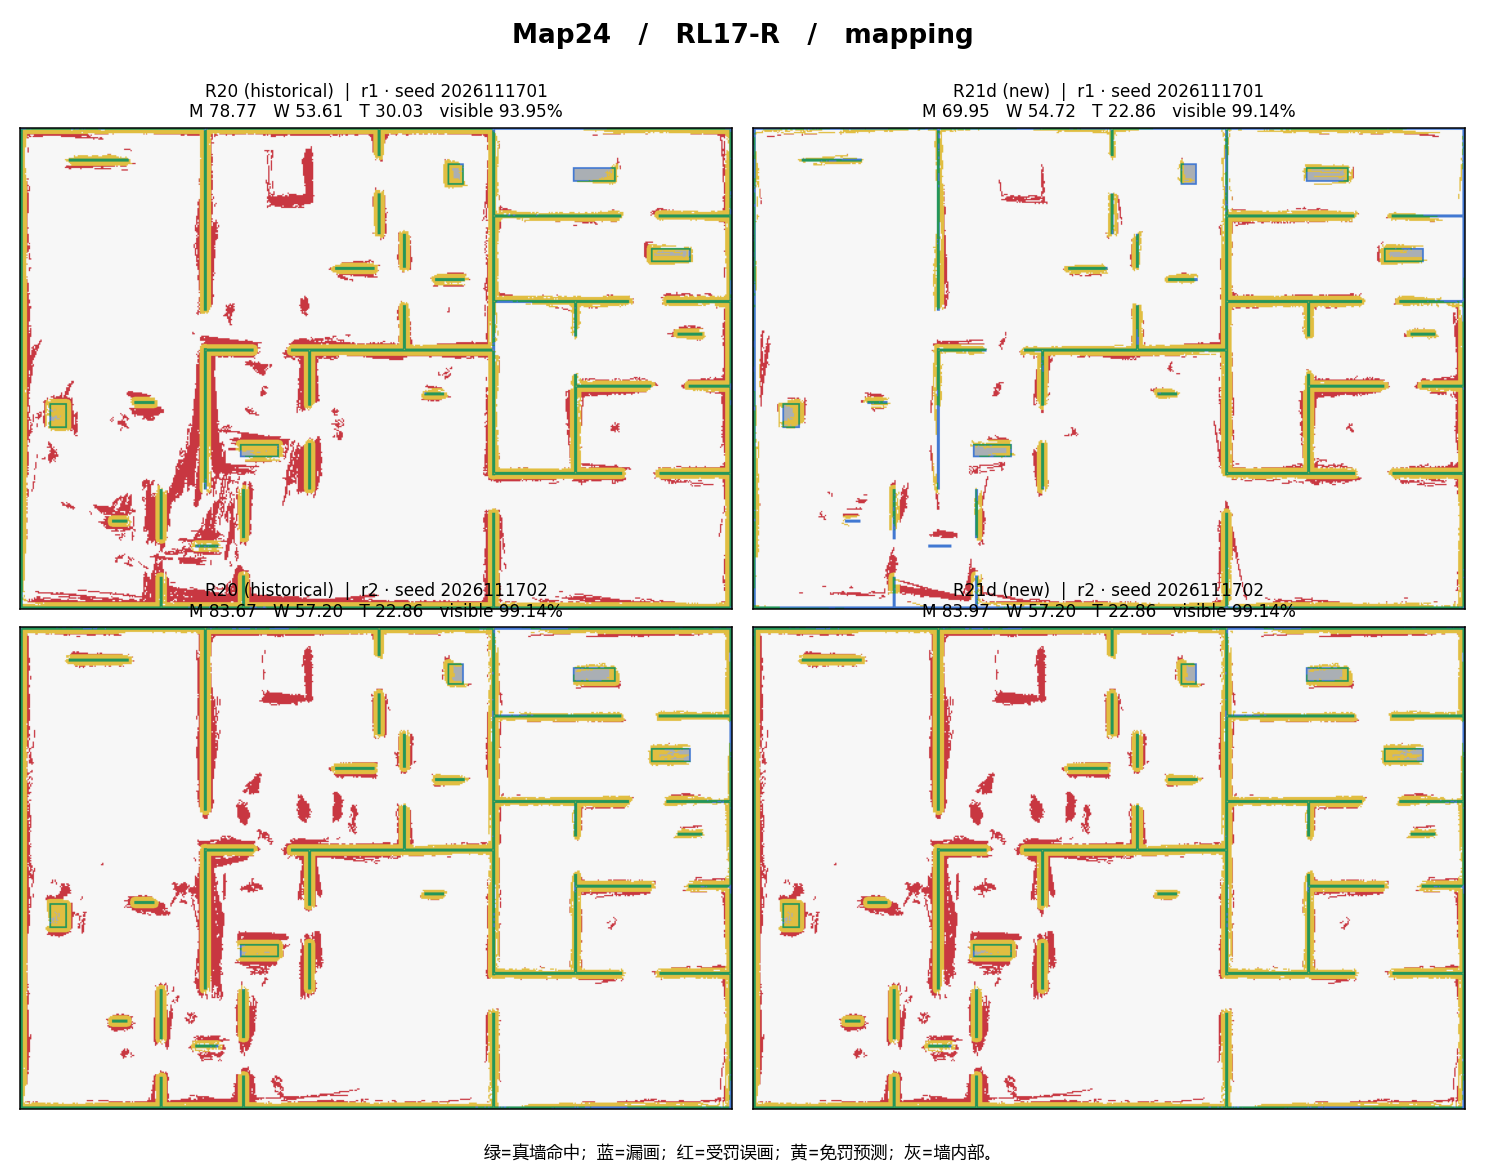 Map24 / RL17-R / mapping
R20 (historical) | r1 · seed 2026111701
M 78.77 W 53.61 T 30.03 visible 93.95%
R21d (new) | r1 · seed 2026111701
M 69.95 W 54.72 T 22.86 visible 99.14%
R20 (historical) | r2 · seed 2026111702
M 83.67 W 57.20 T 22.86 visible 99.14%
R21d (new) | r2 · seed 2026111702
M 83.97 W 57.20 T 22.86 visible 99.14%
绿=真墙命中；蓝=漏画；红=受罚误画；黄=免罚预测；灰=墙内部。